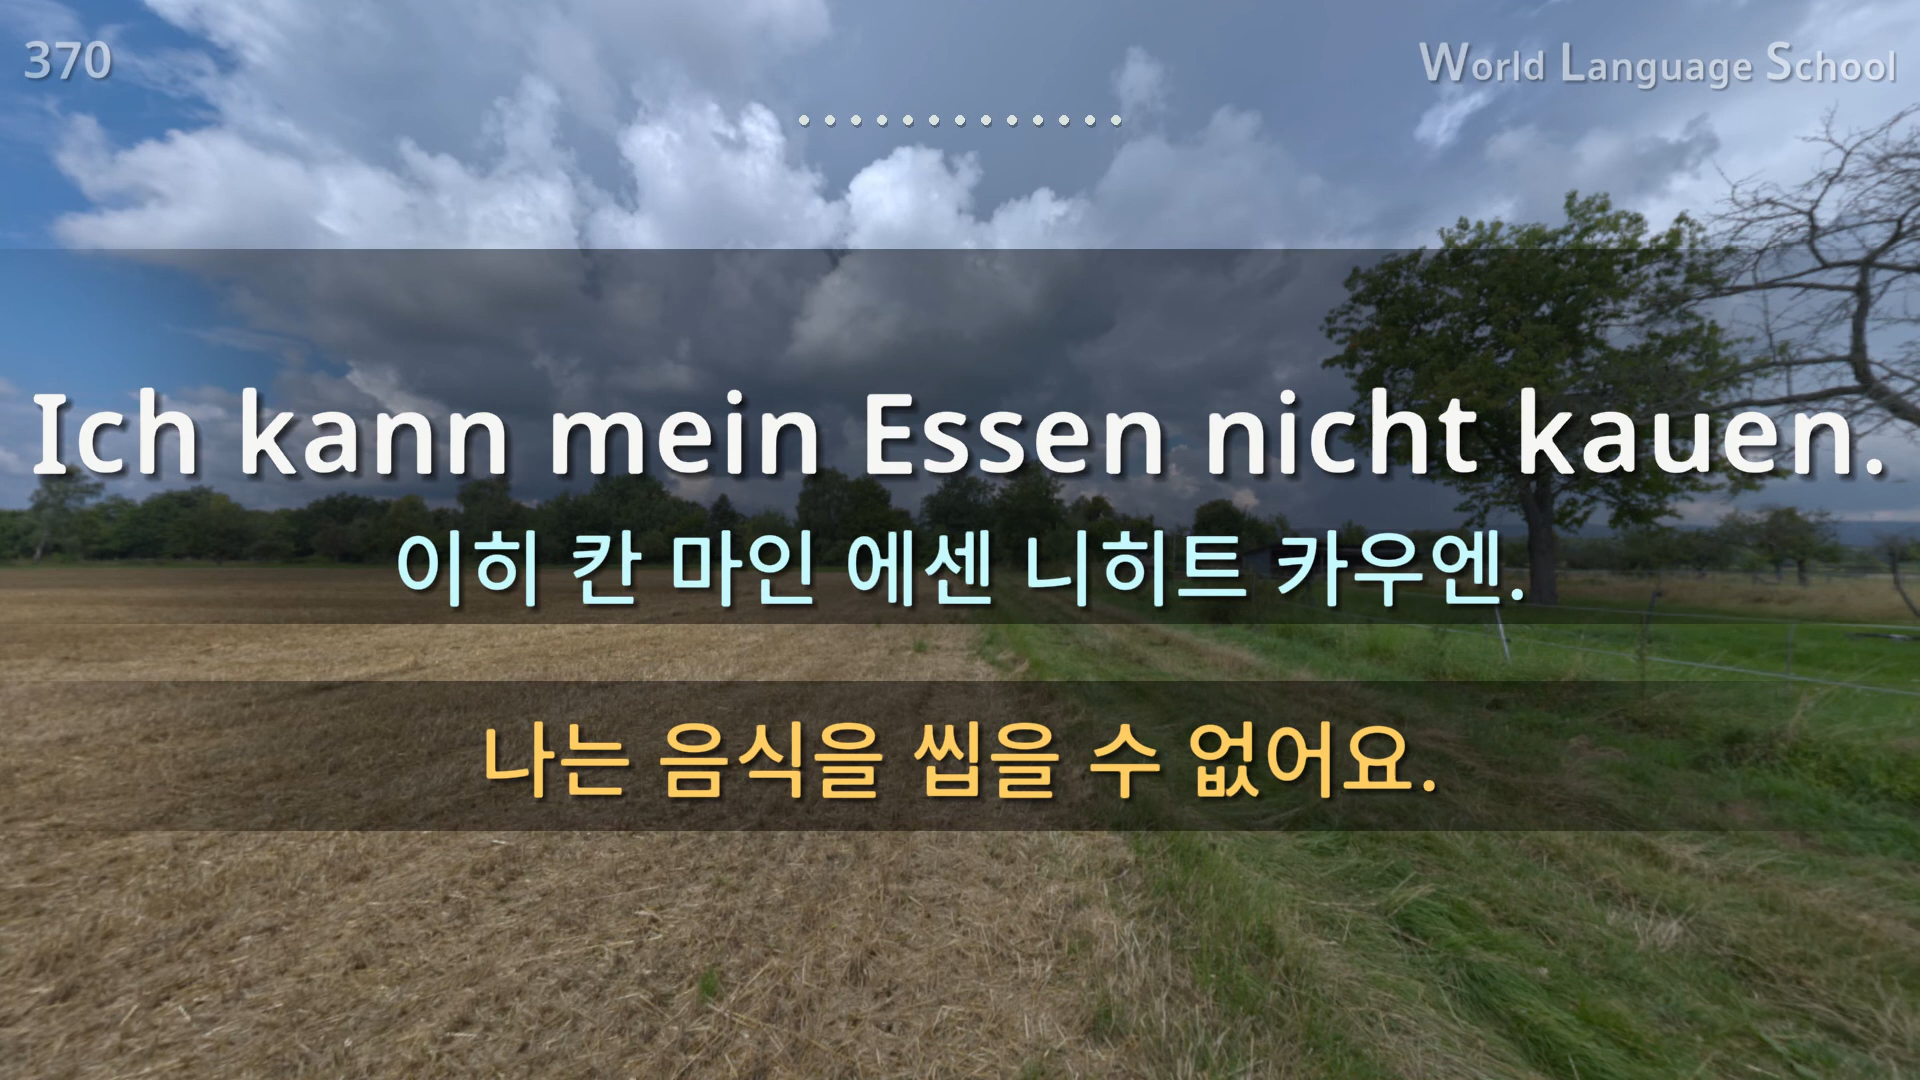 370
World Language School
Ich kann mein Essen nicht kauen.
이히 칸 마인 에센 니히트 카우엔.
나는 음식을 씹을 수 없어요.